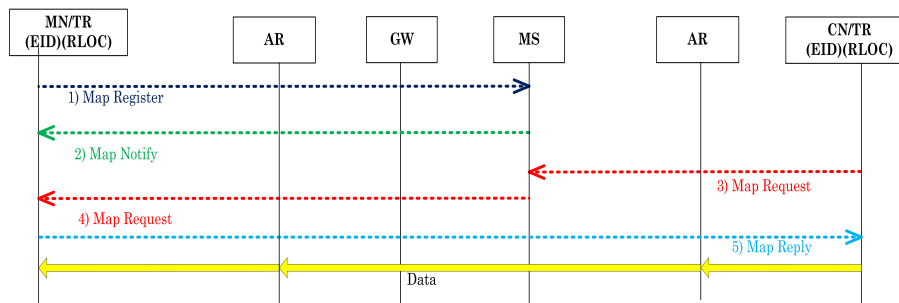 MN/TR
(EID)(RLOC)
AR
GW
MS
AR
CN/TR
(EID)(RLOC)
1) Map Register
2) Map Notify
3) Map Request
4) Map Request
5) Map Reply
Data